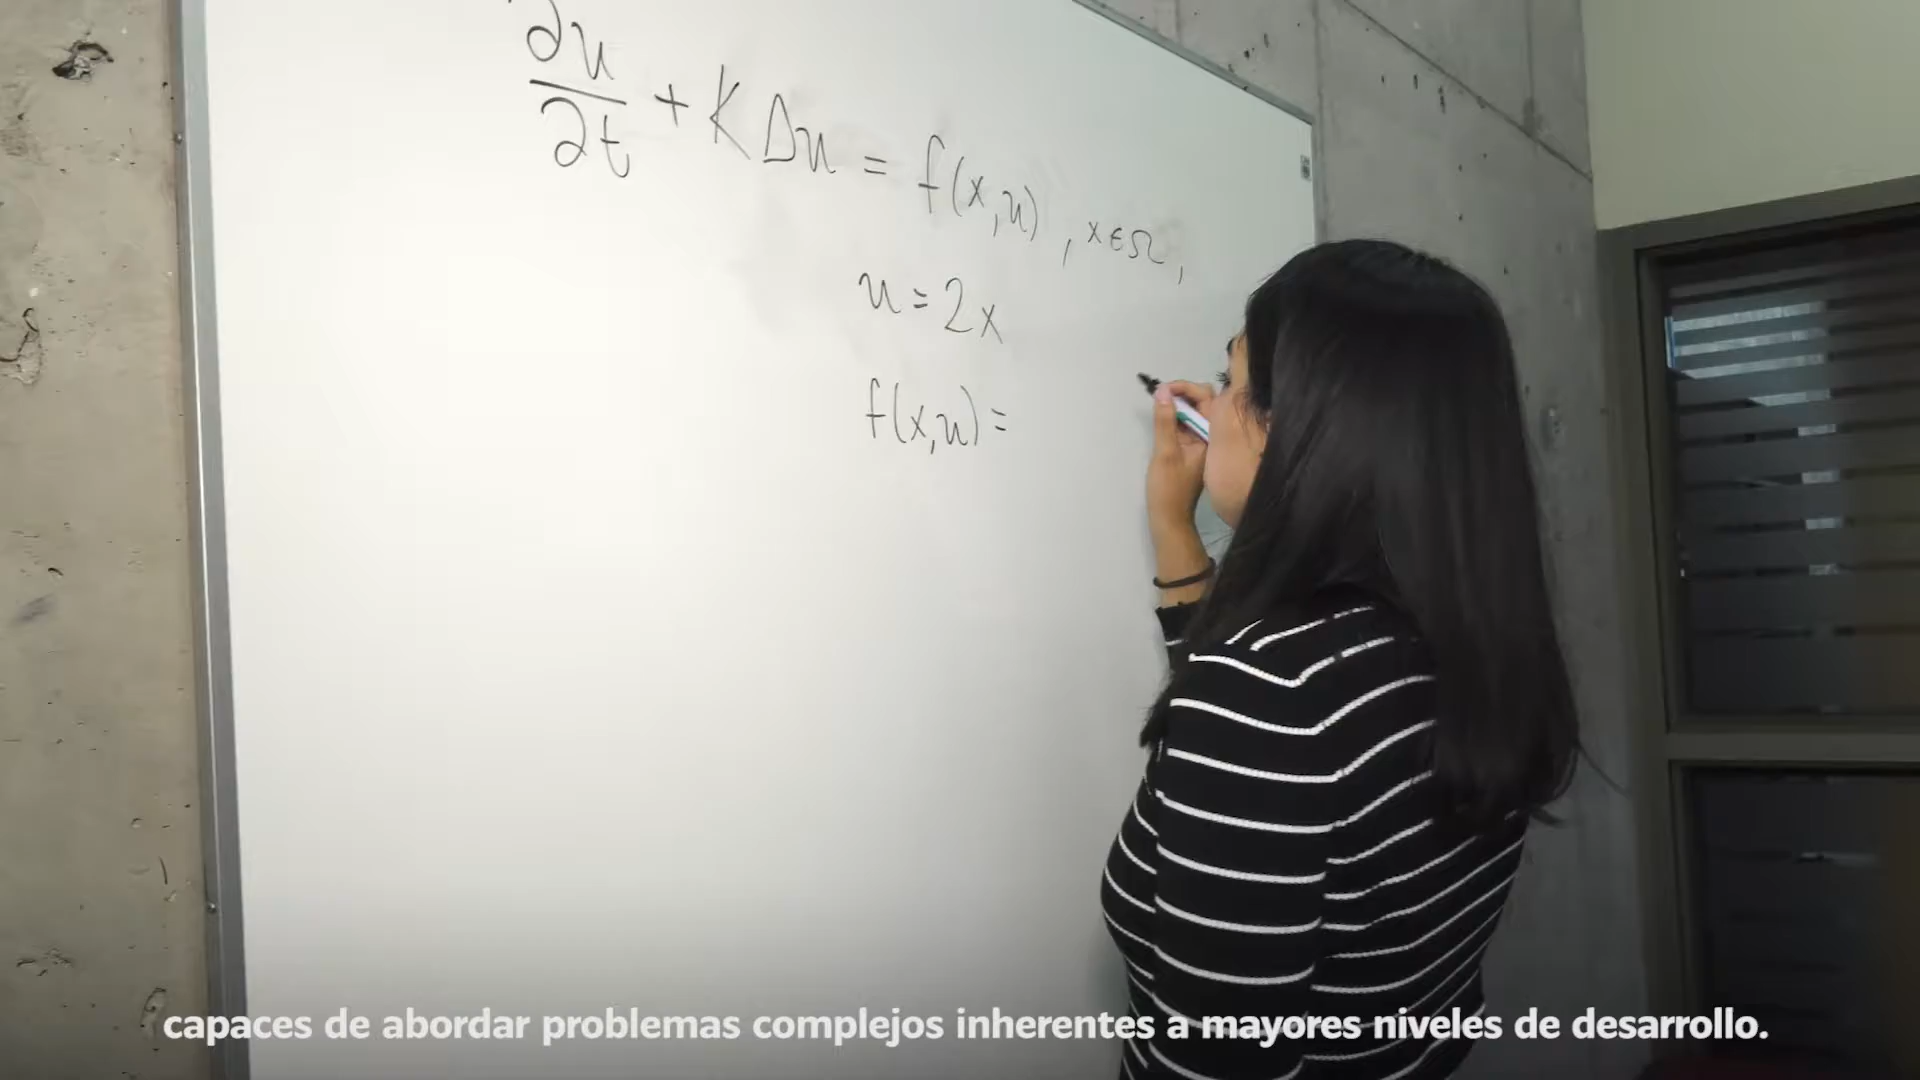 ∂u/∂t + K Δu = f(x,u), x∈Ω,
u = 2x
f(x,u) =
capaces de abordar problemas complejos inherentes a mayores niveles de desarrollo.